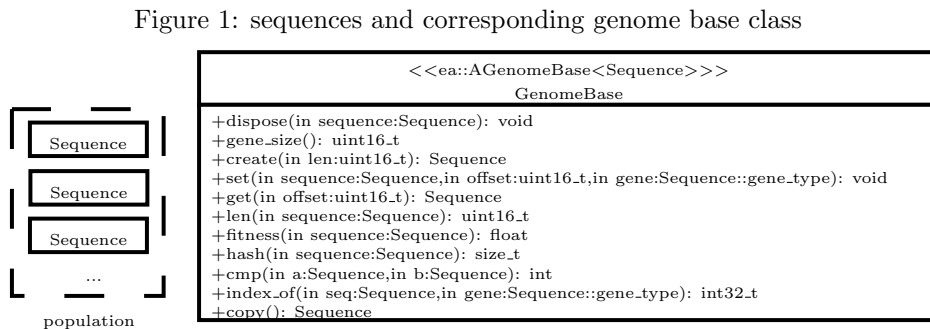 Figure 1: sequences and corresponding genome base class
<<ea::AGenomeBase<Sequence>>>
GenomeBase
+dispose(in sequence:Sequence): void
+gene_size(): uint16_t
+create(in len:uint16_t): Sequence
+set(in sequence:Sequence,in offset:uint16_t,in gene:Sequence::gene_type): void
+get(in offset:uint16_t): Sequence
+len(in sequence:Sequence): uint16_t
+fitness(in sequence:Sequence): float
+hash(in sequence:Sequence): size_t
+cmp(in a:Sequence,in b:Sequence): int
+index_of(in seq:Sequence,in gene:Sequence::gene_type): int32_t
+copy(): Sequence
Sequence
Sequence
Sequence
...
population